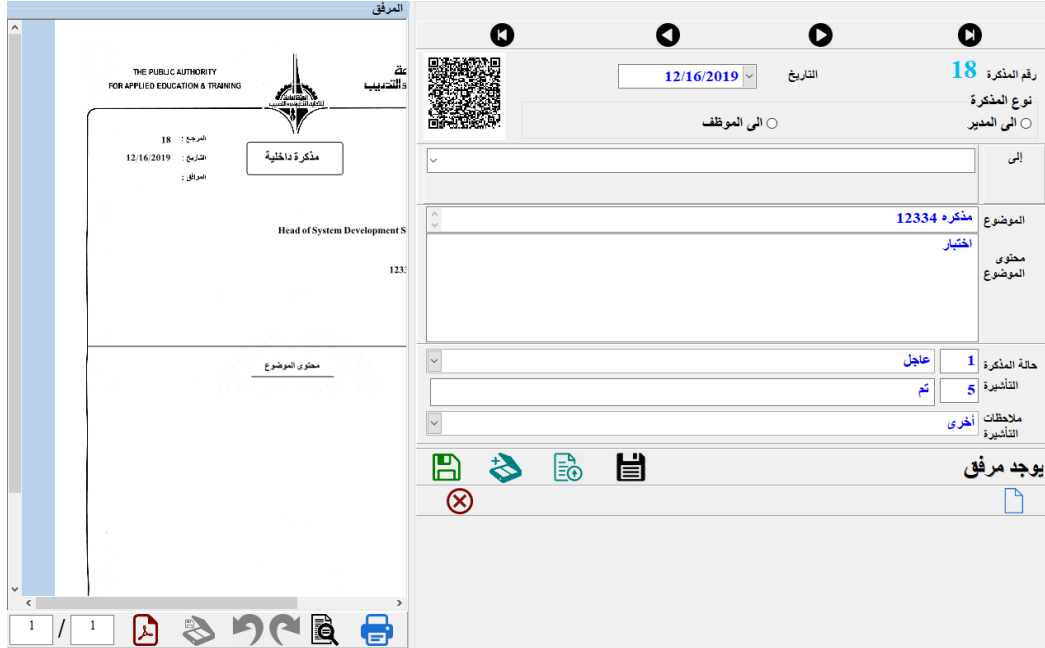 المرفق
THE PUBLIC AUTHORITY
FOR APPLIED EDUCATION & TRAINING
والتدريب
المرجع : 18
التاريخ : 12/16/2019
المرافق :
مذكرة داخلية
Head of System Development S
محتوى الموضوع
1 / 1
رقم المذكرة 18
التاريخ 12/16/2019
نوع المذكرة
الى المدير
الى الموظف
إلى
الموضوع مذكره 12334
محتوى الموضوع
اختبار
حالة المذكرة 1 عاجل
التأشيرة 5 تم
ملاحظات التأشيرة أخرى
يوجد مرفق